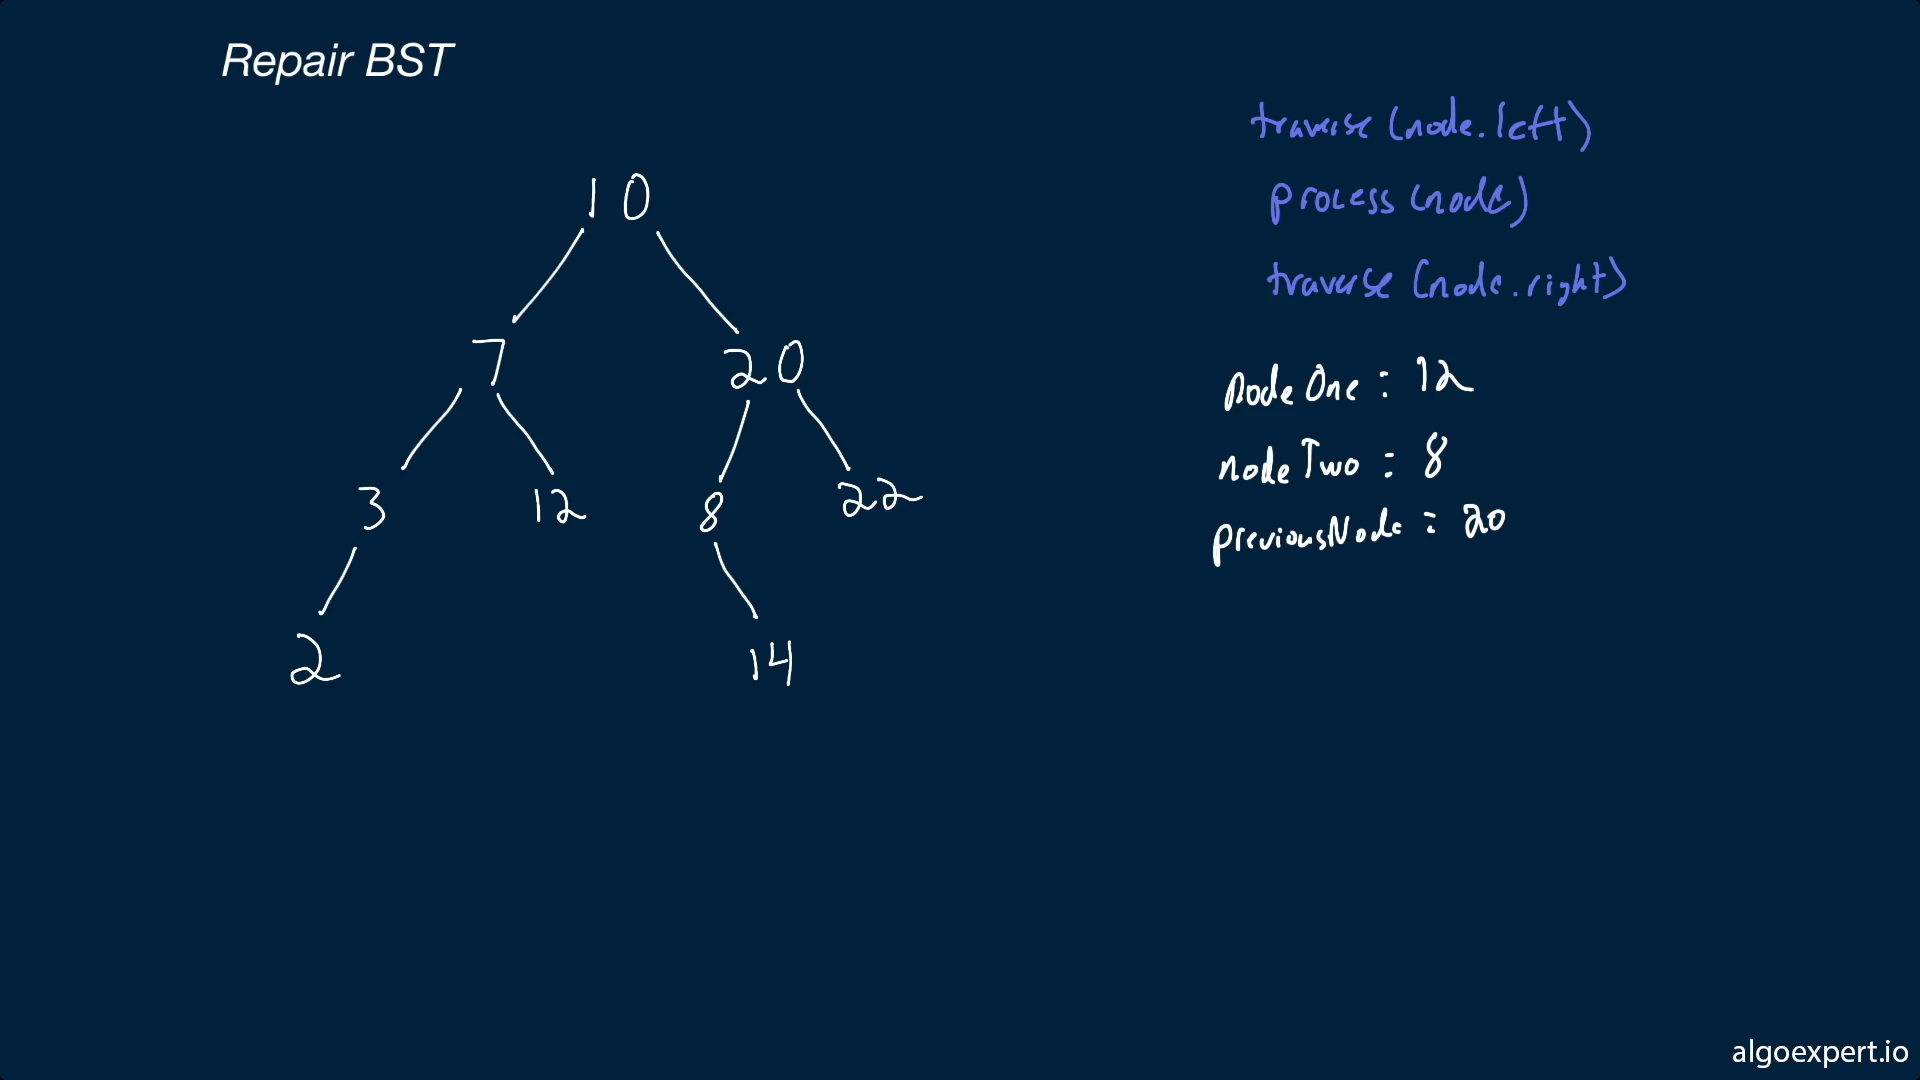 Repair BST
traverse (node.left)
process (node)
traverse (node.right)
10
7
20
3
12
8
22
2
14
nodeOne : 12
nodeTwo : 8
previousNode : 20
algoexpert.io